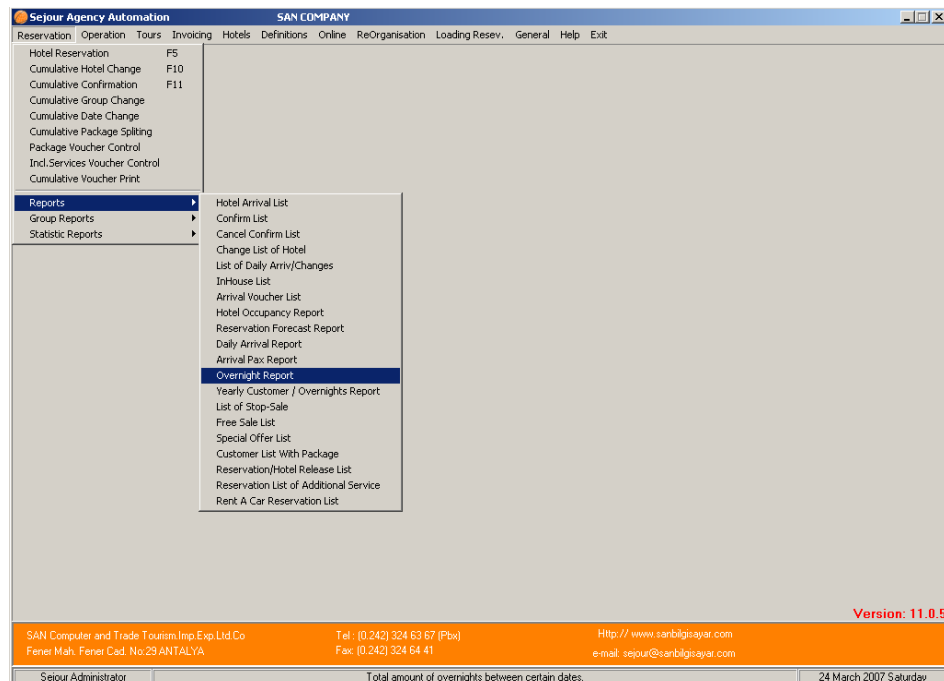 Sejour Agency Automation SAN COMPANY
Reservation Operation Tours Invoicing Hotels Definitions Online ReOrganisation Loading Resev. General Help Exit
Hotel Reservation F5
Cumulative Hotel Change F10
Cumulative Confirmation F11
Cumulative Group Change
Cumulative Date Change
Cumulative Package Spliting
Package Voucher Control
Incl.Services Voucher Control
Cumulative Voucher Print
Reports
Group Reports
Statistic Reports
Hotel Arrival List
Confirm List
Cancel Confirm List
Change List of Hotel
List of Daily Arriv/Changes
InHouse List
Arrival Voucher List
Hotel Occupancy Report
Reservation Forecast Report
Daily Arrival Report
Arrival Pax Report
Overnight Report
Yearly Customer / Overnights Report
List of Stop-Sale
Free Sale List
Special Offer List
Customer List With Package
Reservation/Hotel Release List
Reservation List of Additional Service
Rent A Car Reservation List
Version: 11.0.5
SAN Computer and Trade Tourism.Imp.Exp.Ltd.Co Tel : (0.242) 324 63 67 (Pbx) Http:// www.sanbilgisayar.com
Fener Mah. Fener Cad. No:29 ANTALYA Fax: (0.242) 324 64 41 e-mail: sejour@sanbilgisayar.com
Sejour Administrator Total amount of overnights between certain dates. 24 March 2007 Saturday